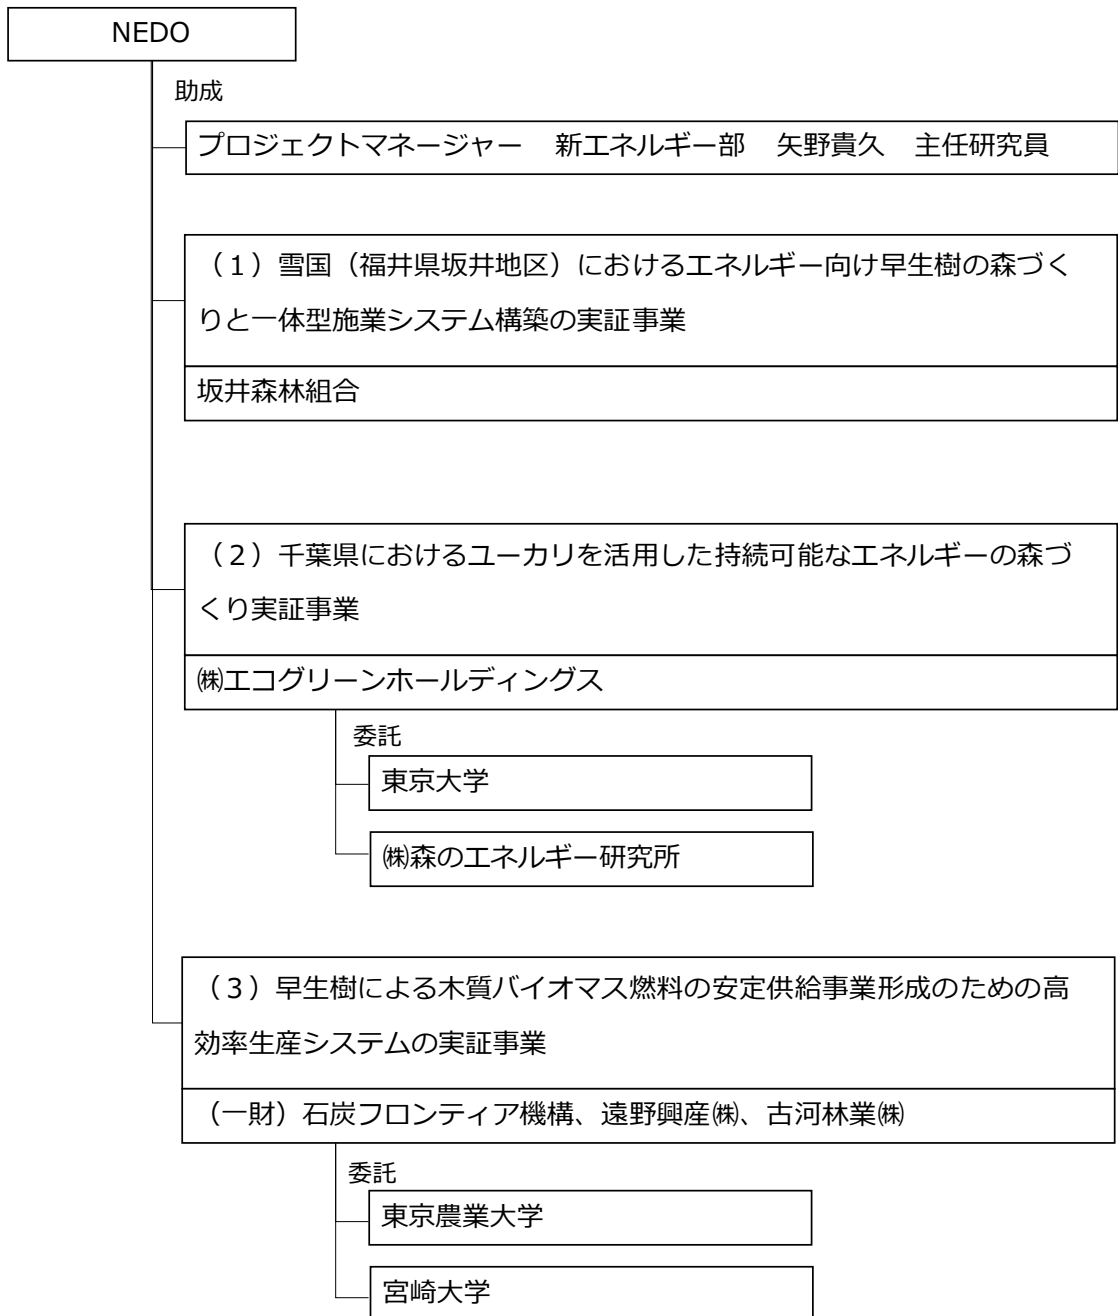 NEDO
助成
プロジェクトマネージャー　新エネルギー部　矢野貴久　主任研究員
（１）雪国（福井県坂井地区）におけるエネルギー向け早生樹の森づく
りと一体型施業システム構築の実証事業
坂井森林組合
（２）千葉県におけるユーカリを活用した持続可能なエネルギーの森づ
くり実証事業
㈱エコグリーンホールディングス
委託
東京大学
㈱森のエネルギー研究所
（３）早生樹による木質バイオマス燃料の安定供給事業形成のための高
効率生産システムの実証事業
（一財）石炭フロンティア機構、遠野興産㈱、古河林業㈱
委託
東京農業大学
宮崎大学